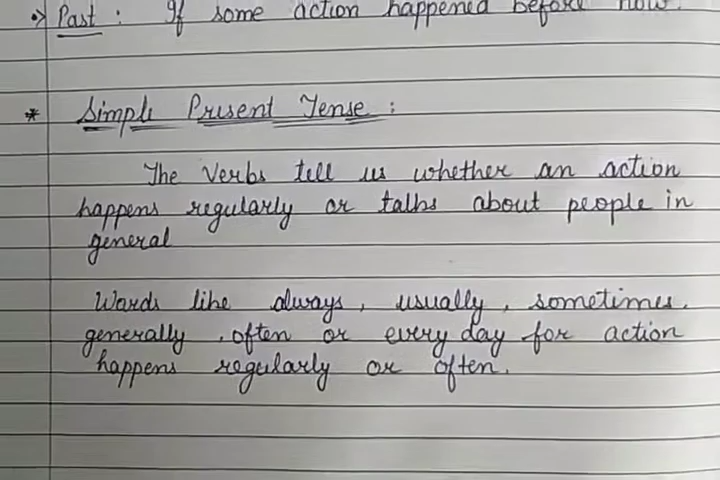 •> Past : If some action happened before now.
* Simple Present Tense :
The Verbs tell us whether an action
happens regularly or talks about people in
general
Words like always, usually, sometimes,
generally, often or every day for action
happens regularly or often.